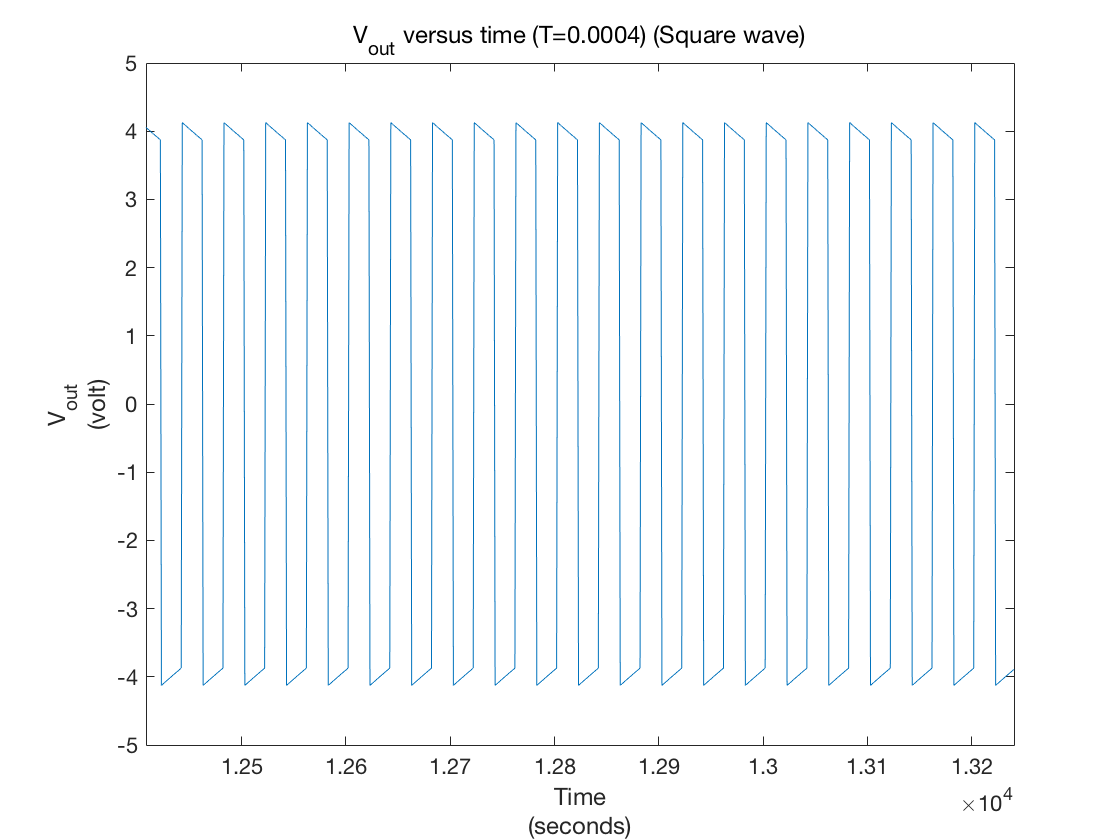 V_out versus time (T=0.0004) (Square wave)
5
4
3
2
1
0
-1
-2
-3
-4
-5
V_out
(volt)
1.25 1.26 1.27 1.28 1.29 1.3 1.31 1.32
×10^4
Time
(seconds)